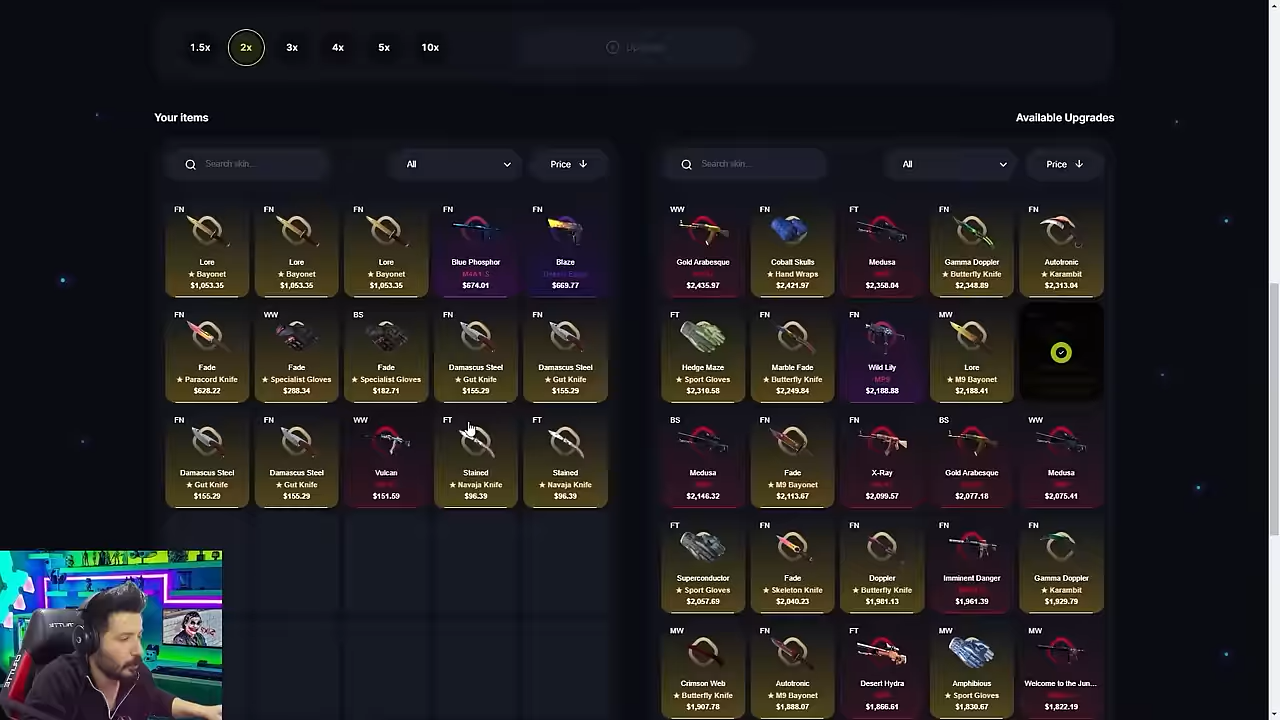 1.5x 2x 3x 4x 5x 10x
Your items
Available Upgrades
Search skin... All Price
Search skin... All Price
FN FN FN FN FN
Lore Lore Lore Blue Phosphor Blaze
★ Bayonet ★ Bayonet ★ Bayonet M4A1-S Desert Eagle
$1,053.35 $1,053.35 $1,053.35 $674.01 $669.77
FN WW BS FN FN
Fade Fade Fade Damascus Steel Damascus Steel
★ Paracord Knife ★ Specialist Gloves ★ Specialist Gloves ★ Gut Knife ★ Gut Knife
$628.22 $288.34 $182.71 $155.29 $155.29
FN FN WW FT FT
Damascus Steel Damascus Steel Vulcan Stained Stained
★ Gut Knife ★ Gut Knife ★ Navaja Knife ★ Navaja Knife
$155.29 $155.29 $151.59 $96.39 $96.39
WW FN FT FN FN
Gold Arabesque Cobalt Skulls Medusa Gamma Doppler Autotronic
★ Hand Wraps ★ Butterfly Knife ★ Karambit
$2,435.97 $2,421.97 $2,358.04 $2,348.89 $2,313.04
FT FN FN MW
Hedge Maze Marble Fade Wild Lily Lore
★ Sport Gloves ★ Butterfly Knife MP9 ★ M9 Bayonet
$2,310.58 $2,249.84 $2,188.88 $2,188.41
BS FN FN BS WW
Medusa Fade X-Ray Gold Arabesque Medusa
★ M9 Bayonet
$2,146.32 $2,113.67 $2,099.57 $2,077.18 $2,075.41
FT FN FN FN FN
Superconductor Fade Doppler Imminent Danger Gamma Doppler
★ Sport Gloves ★ Skeleton Knife ★ Butterfly Knife ★ Karambit
$2,057.69 $2,040.23 $1,981.13 $1,961.39 $1,929.79
MW FN FT MW MW
Crimson Web Autotronic Desert Hydra Amphibious Welcome to the Jun...
★ Butterfly Knife ★ M9 Bayonet ★ Sport Gloves
$1,907.78 $1,888.07 $1,866.61 $1,830.67 $1,822.19